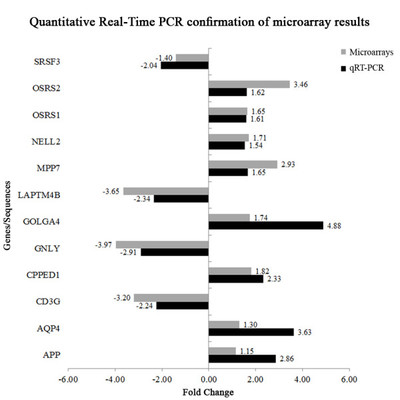 Quantitative Real-Time PCR confirmation of microarray results
Microarrays
qRT-PCR
Genes/Sequences
SRSF3 -1.40 -2.04
OSRS2 3.46 1.62
OSRS1 1.65 1.61
NELL2 1.71 1.54
MPP7 2.93 1.65
LAPTM4B -3.65 -2.34
GOLGA4 1.74 4.88
GNLY -3.97 -2.91
CPPED1 1.82 2.33
CD3G -3.20 -2.24
AQP4 1.30 3.63
APP 1.15 2.86
-6.00 -4.00 -2.00 0.00 2.00 4.00 6.00
Fold Change